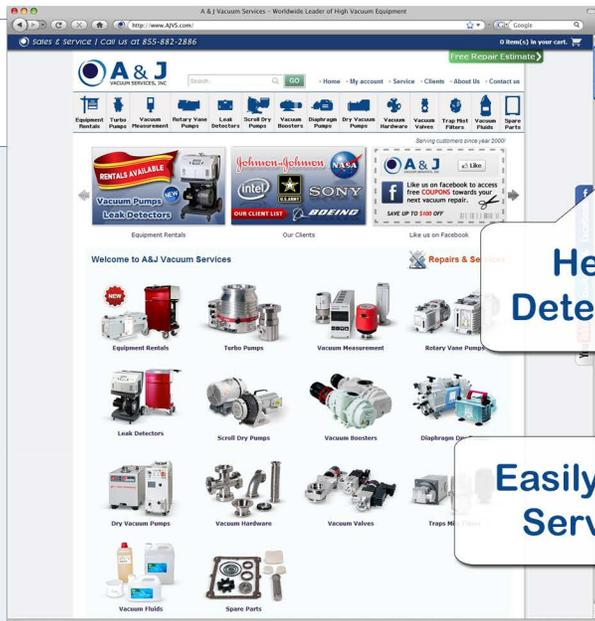 A & J Vacuum Services - Worldwide Leader of High Vacuum Equipment
http://www.AJVS.com/
Google
Sales & Service | Call us at 855-882-2886
0 item(s) in your cart.
Free Repair Estimate
A & J
VACUUM SERVICES, INC
Search...
GO
Home
My account
Service
Clients
About Us
Contact us
Equipment Rentals
Turbo Pumps
Vacuum Measurement
Rotary Vane Pumps
Leak Detectors
Scroll Dry Pumps
Vacuum Boosters
Diaphragm Pumps
Dry Vacuum Pumps
Vacuum Hardware
Vacuum Valves
Trap Mist Filters
Vacuum Fluids
Spare Parts
Serving customers since year 2000!
RENTALS AVAILABLE
NEW
Vacuum Pumps
Leak Detectors
Johnson&Johnson
NASA
intel
U.S.ARMY
SONY
OUR CLIENT LIST
BOEING
A & J
Like
Like us on facebook to access
free COUPONS towards your
next vacuum repair.
SAVE UP TO $100 OFF
Equipment Rentals
Our Clients
Like us on Facebook
Welcome to A&J Vacuum Services
Repairs & Se
He
Dete
NEW
Equipment Rentals
Turbo Pumps
Vacuum Measurement
Rotary Vane Pumps
Leak Detectors
Scroll Dry Pumps
Vacuum Boosters
Diaphragm
Easily
Serv
Dry Vacuum Pumps
Vacuum Hardware
Vacuum Valves
Traps
Vacuum Fluids
Spare Parts